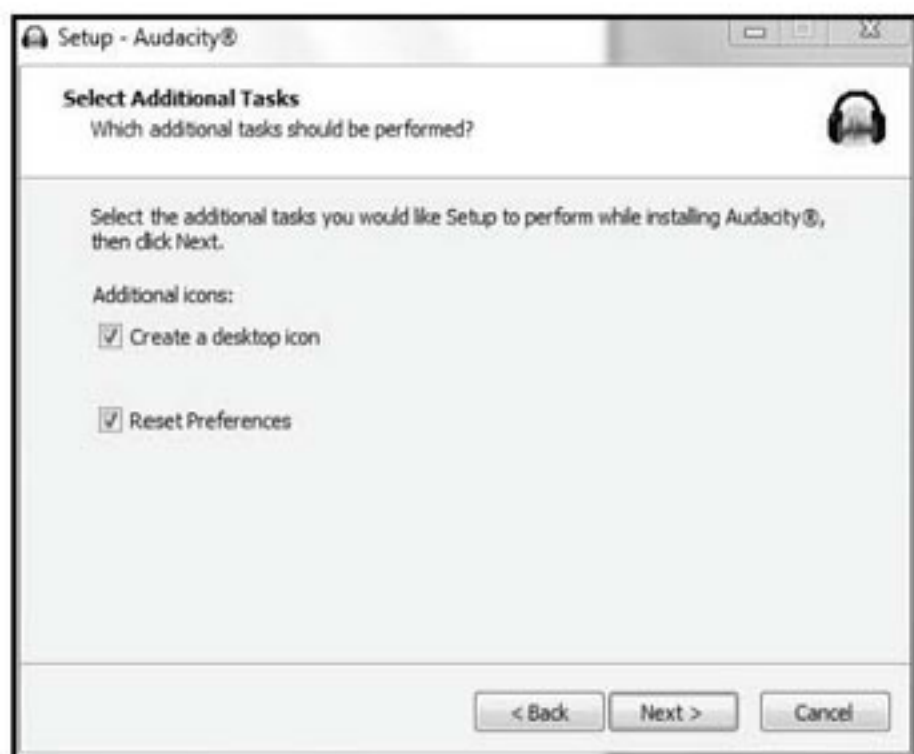 Setup - Audacity®
Select Additional Tasks
Which additional tasks should be performed?
Select the additional tasks you would like Setup to perform while installing Audacity®,
then click Next.
Additional icons:
Create a desktop icon
Reset Preferences
< Back Next > Cancel